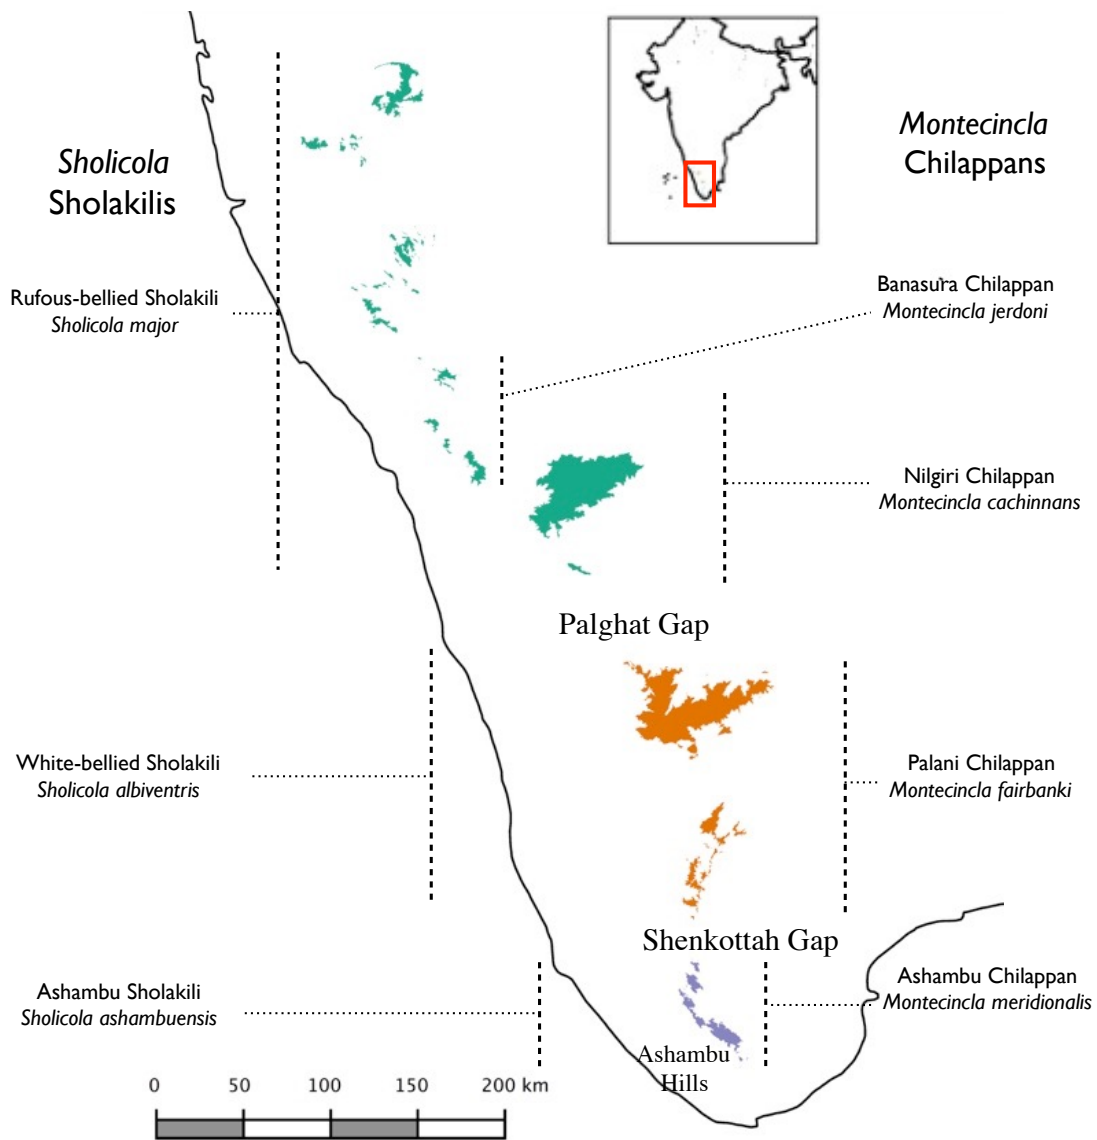 Sholicola
Sholakilis
Montecincla
Chilappans
Rufous-bellied Sholakili
Sholicola major
Banasura Chilappan
Montecincla jerdoni
Nilgiri Chilappan
Montecincla cachinnans
Palghat Gap
White-bellied Sholakili
Sholicola albiventris
Palani Chilappan
Montecincla fairbanki
Shenkottah Gap
Ashambu Sholakili
Sholicola ashambuensis
Ashambu Chilappan
Montecincla meridionalis
Ashambu
Hills
0 50 100 150 200 km